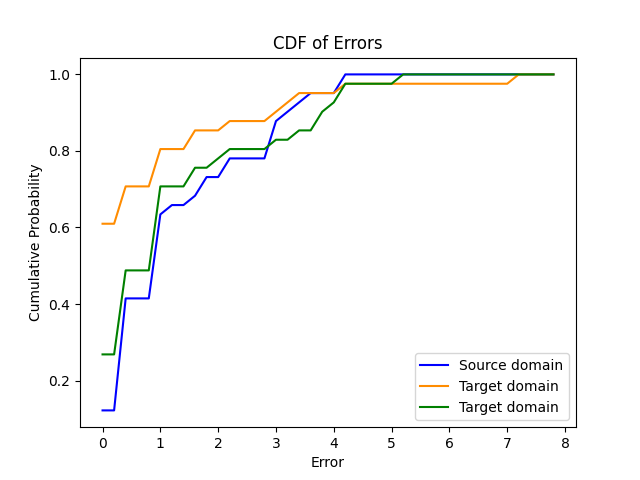 CDF of Errors
1.0
0.8
0.6
0.4
0.2
Cumulative Probability
0 1 2 3 4 5 6 7 8
Error
Source domain
Target domain
Target domain